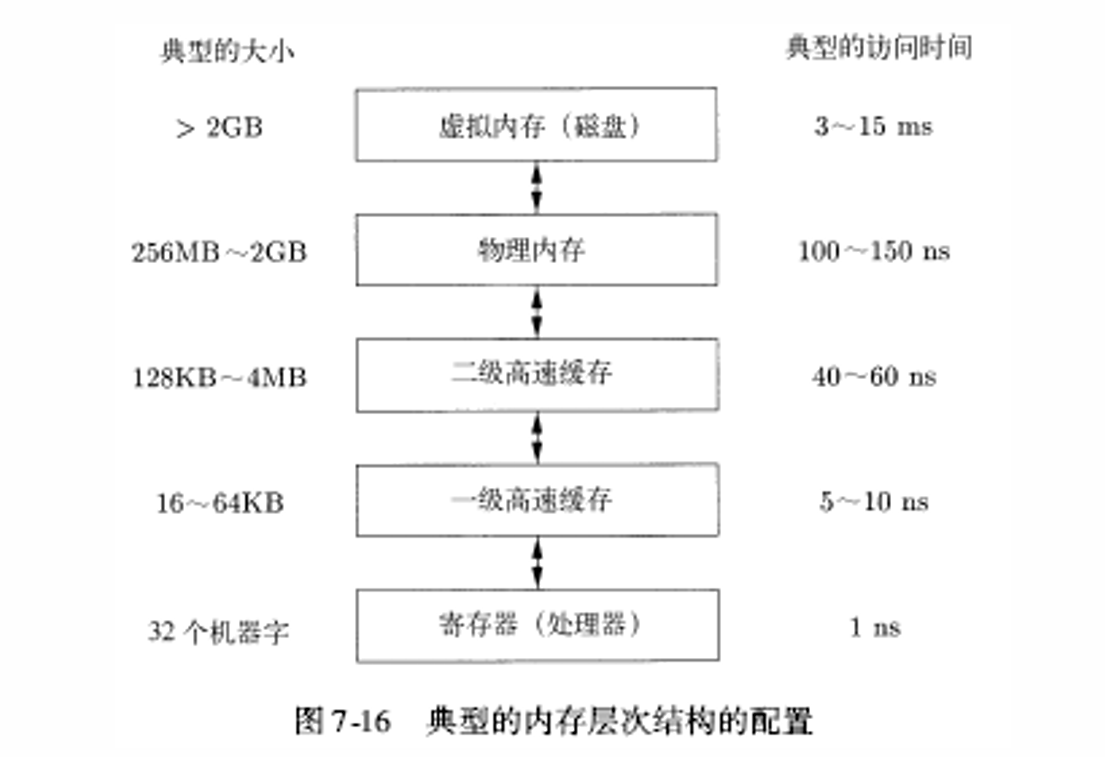 典型的大小 典型的访问时间
> 2GB 虚拟内存（磁盘） 3～15 ms
256MB～2GB 物理内存 100～150 ns
128KB～4MB 二级高速缓存 40～60 ns
16～64KB 一级高速缓存 5～10 ns
32 个机器字 寄存器（处理器） 1 ns
图 7-16 典型的内存层次结构的配置